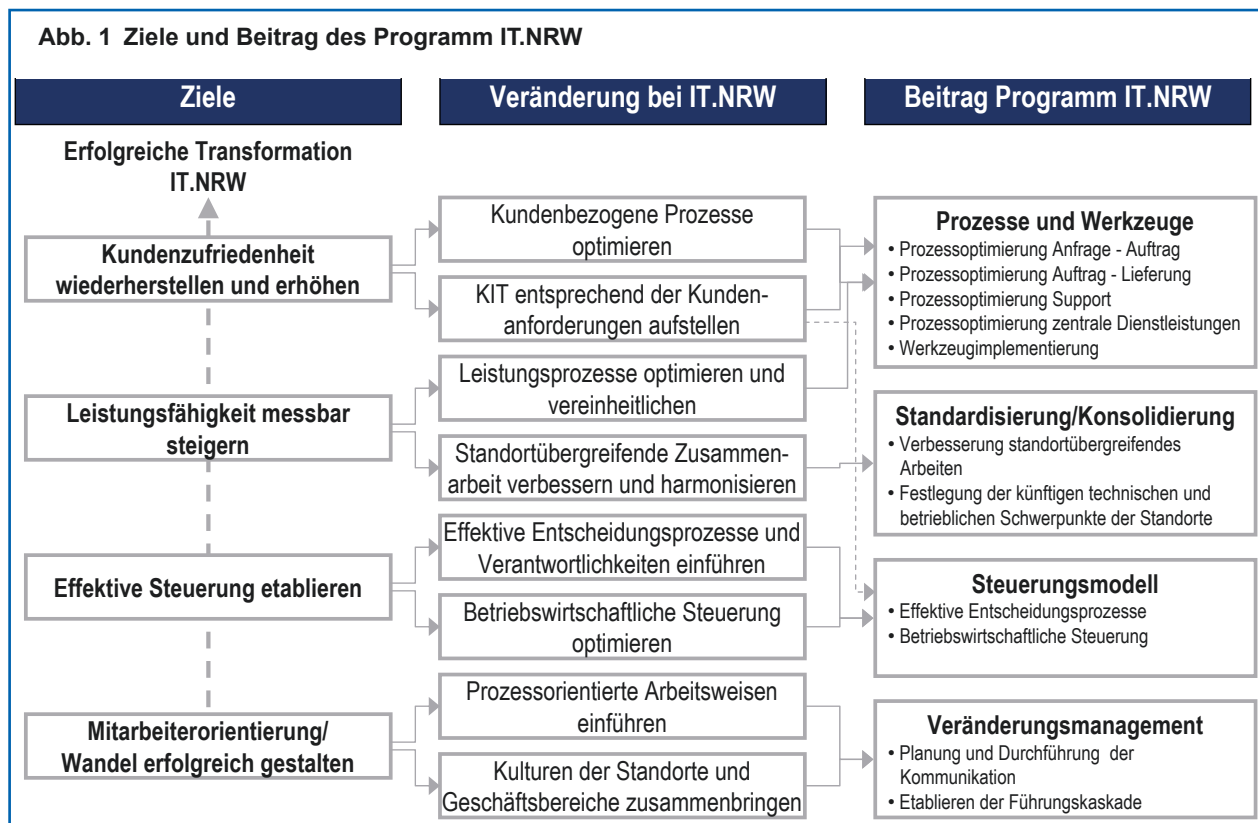 Abb. 1 Ziele und Beitrag des Programm IT.NRW
Ziele
Erfolgreiche Transformation
IT.NRW
Kundenzufriedenheit
wiederherstellen und erhöhen
Leistungsfähigkeit messbar
steigern
Effektive Steuerung etablieren
Mitarbeiterorientierung/
Wandel erfolgreich gestalten
Veränderung bei IT.NRW
Kundenbezogene Prozesse
optimieren
KIT entsprechend der Kunden-
anforderungen aufstellen
Leistungsprozesse optimieren und
vereinheitlichen
Standortübergreifende Zusammen-
arbeit verbessern und harmonisieren
Effektive Entscheidungsprozesse und
Verantwortlichkeiten einführen
Betriebswirtschaftliche Steuerung
optimieren
Prozessorientierte Arbeitsweisen
einführen
Kulturen der Standorte und
Geschäftsbereiche zusammenbringen
Beitrag Programm IT.NRW
Prozesse und Werkzeuge
• Prozessoptimierung Anfrage - Auftrag
• Prozessoptimierung Auftrag - Lieferung
• Prozessoptimierung Support
• Prozessoptimierung zentrale Dienstleistungen
• Werkzeugimplementierung
Standardisierung/Konsolidierung
• Verbesserung standortübergreifendes
Arbeiten
• Festlegung der künftigen technischen und
betrieblichen Schwerpunkte der Standorte
Steuerungsmodell
• Effektive Entscheidungsprozesse
• Betriebswirtschaftliche Steuerung
Veränderungsmanagement
• Planung und Durchführung der
Kommunikation
• Etablieren der Führungskaskade